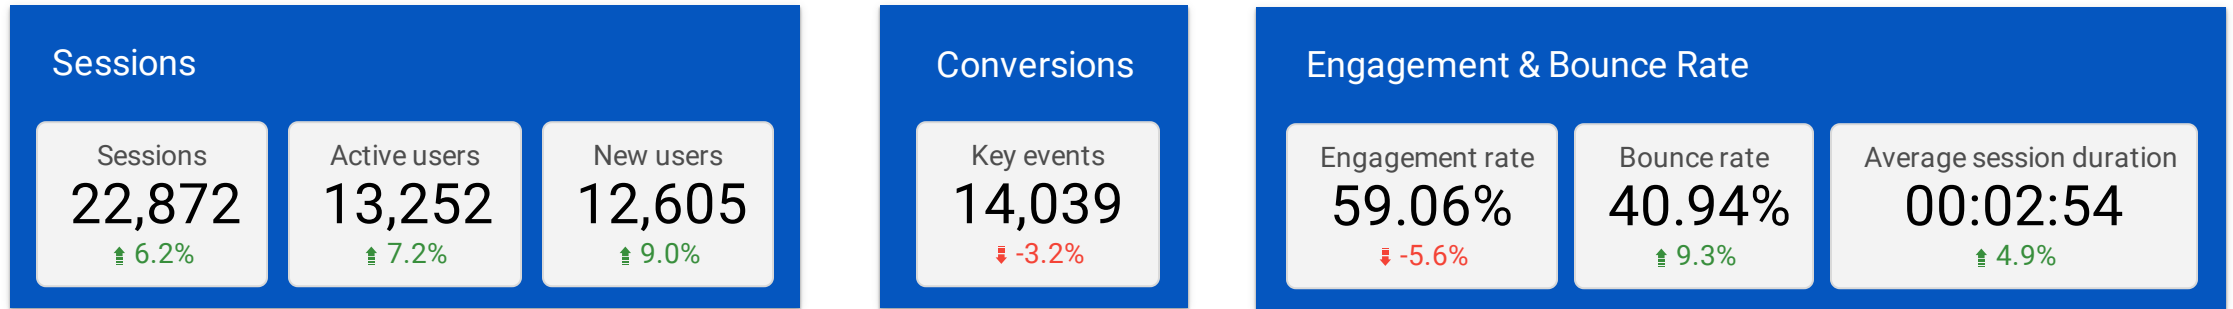 Sessions
Sessions
22,872
6.2%
Active users
13,252
7.2%
New users
12,605
9.0%
Conversions
Key events
14,039
-3.2%
Engagement & Bounce Rate
Engagement rate
59.06%
-5.6%
Bounce rate
40.94%
9.3%
Average session duration
00:02:54
4.9%